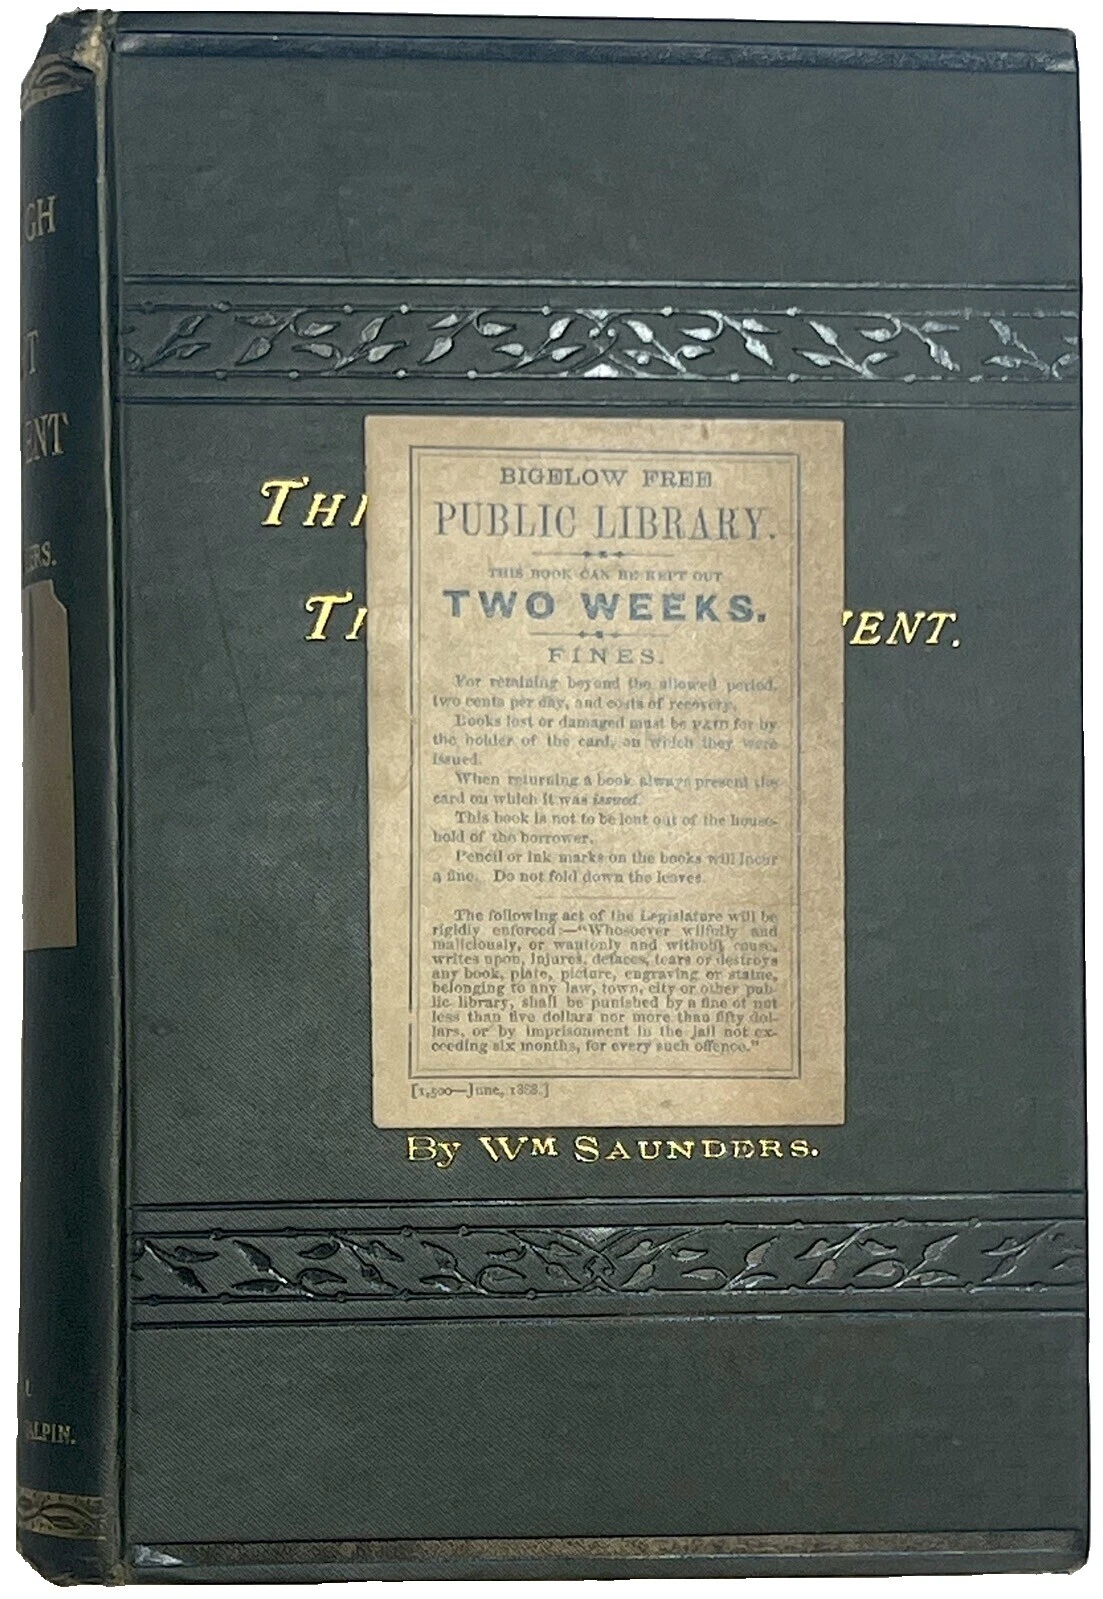 GH
T
ENT
ERS.
ALPIN.
THR
TH
VENT.
BIGELOW FREE
PUBLIC LIBRARY.
THIS BOOK CAN BE KEPT OUT
TWO WEEKS.
FINES.
For retaining beyond the allowed period,
two cents per day, and costs of recovery.
Books lost or damaged must be PAID for by
the holder of the card, on which they were
issued.
When returning a book always present the
card on which it was issued.
This book is not to be lent out of the house-
hold of the borrower.
Pencil or ink marks on the books will incur
a fine. Do not fold down the leaves.
The following act of the Legislature will be
rigidly enforced:—"Whosoever wilfully and
maliciously, or wantonly and without cause,
writes upon, injures, defaces, tears or destroys
any book, plate, picture, engraving or statue,
belonging to any law, town, city or other pub-
lic library, shall be punished by a fine of not
less than five dollars nor more than fifty dol-
lars, or by imprisonment in the jail not ex-
ceeding six months, for every such offence."
[1,500—June, 1888.]
By WM SAUNDERS.